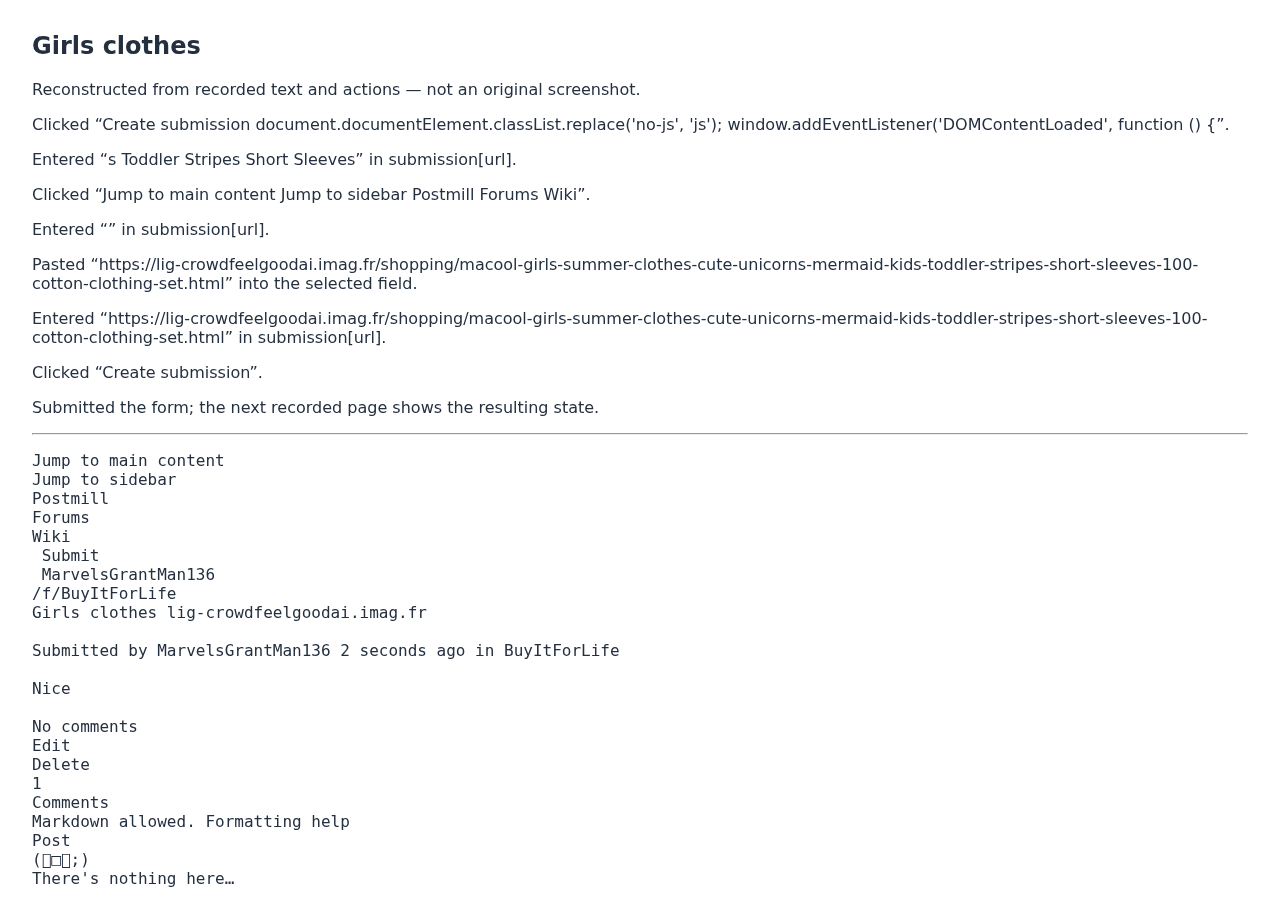 Girls clothes
Reconstructed from recorded text and actions — not an original screenshot.
Clicked “Create submission document.documentElement.classList.replace('no-js', 'js'); window.addEventListener('DOMContentLoaded', function () {”.
Entered “s Toddler Stripes Short Sleeves” in submission[url].
Clicked “Jump to main content Jump to sidebar Postmill Forums Wiki”.
Entered “” in submission[url].
Pasted “https://lig-crowdfeelgoodai.imag.fr/shopping/macool-girls-summer-clothes-cute-unicorns-mermaid-kids-toddler-stripes-short-sleeves-100-
cotton-clothing-set.html” into the selected field.
Entered “https://lig-crowdfeelgoodai.imag.fr/shopping/macool-girls-summer-clothes-cute-unicorns-mermaid-kids-toddler-stripes-short-sleeves-100-
cotton-clothing-set.html” in submission[url].
Clicked “Create submission”.
Submitted the form; the next recorded page shows the resulting state.
Jump to main content
Jump to sidebar
Postmill
Forums
Wiki
Submit
MarvelsGrantMan136
/f/BuyItForLife
Girls clothes lig-crowdfeelgoodai.imag.fr
Submitted by MarvelsGrantMan136 2 seconds ago in BuyItForLife
Nice
No comments
Edit
Delete
1
Comments
Markdown allowed. Formatting help
Post
(□;)
There's nothing here…